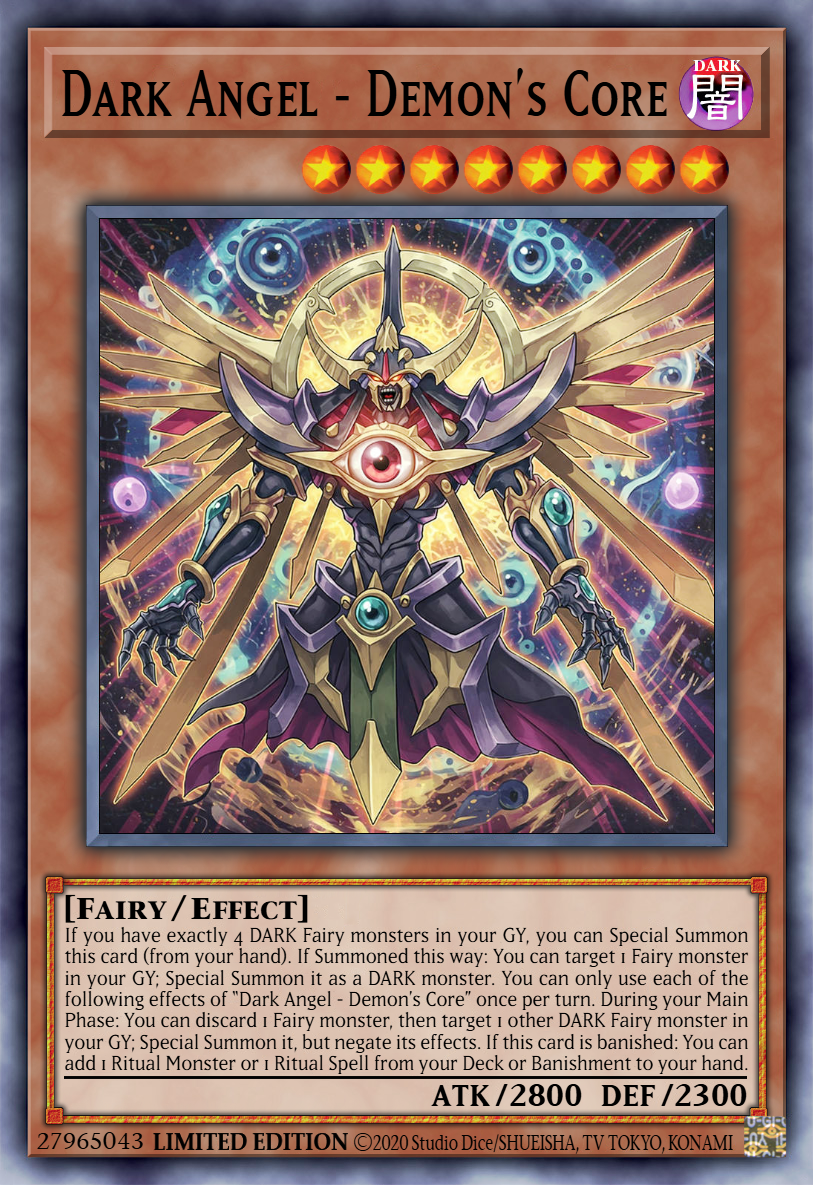 Dark Angel - Demon's Core
DARK
闇
[Fairy/Effect]
If you have exactly 4 DARK Fairy monsters in your GY, you can Special Summon
this card (from your hand). If Summoned this way: You can target 1 Fairy monster
in your GY; Special Summon it as a DARK monster. You can only use each of the
following effects of "Dark Angel - Demon's Core" once per turn. During your Main
Phase: You can discard 1 Fairy monster, then target 1 other DARK Fairy monster in
your GY; Special Summon it, but negate its effects. If this card is banished: You can
add 1 Ritual Monster or 1 Ritual Spell from your Deck or Banishment to your hand.
ATK/2800 DEF/2300
27965043 LIMITED EDITION ©2020 Studio Dice/SHUEISHA, TV TOKYO, KONAMI